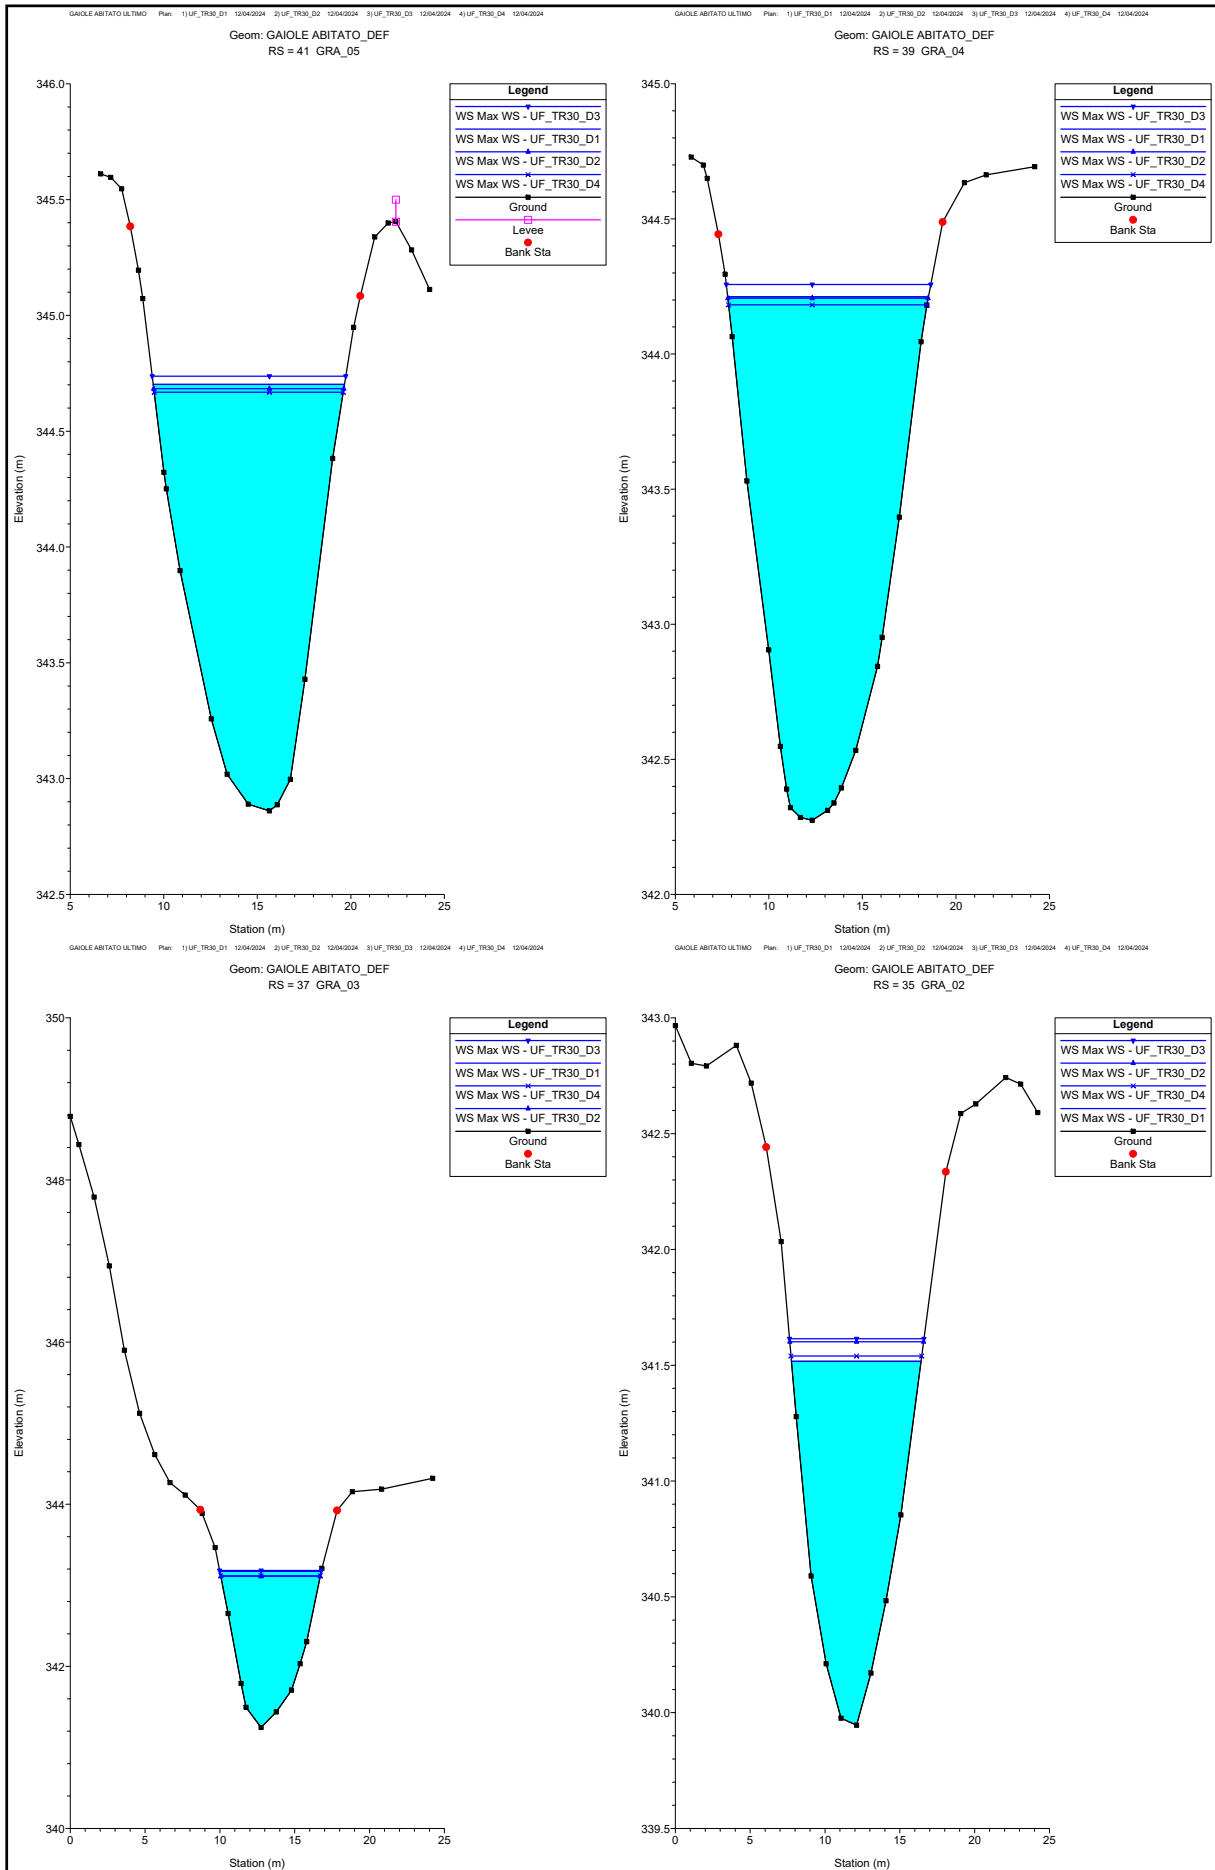 GAIOLE ABITATO ULTIMO Plan: 1) UF_TR30_D1 12/04/2024 2) UF_TR30_D2 12/04/2024 3) UF_TR30_D3 12/04/2024 4) UF_TR30_D4 12/04/2024
Geom: GAIOLE ABITATO_DEF
RS = 41 GRA_05
346.0
345.5
345.0
344.5
344.0
343.5
343.0
342.5
Elevation (m)
5 10 15 20 25
Station (m)
Legend
WS Max WS - UF_TR30_D3
WS Max WS - UF_TR30_D1
WS Max WS - UF_TR30_D2
WS Max WS - UF_TR30_D4
Ground
Levee
Bank Sta
GAIOLE ABITATO ULTIMO Plan: 1) UF_TR30_D1 12/04/2024 2) UF_TR30_D2 12/04/2024 3) UF_TR30_D3 12/04/2024 4) UF_TR30_D4 12/04/2024
Geom: GAIOLE ABITATO_DEF
RS = 39 GRA_04
345.0
344.5
344.0
343.5
343.0
342.5
342.0
Elevation (m)
5 10 15 20 25
Station (m)
Legend
WS Max WS - UF_TR30_D3
WS Max WS - UF_TR30_D1
WS Max WS - UF_TR30_D2
WS Max WS - UF_TR30_D4
Ground
Bank Sta
GAIOLE ABITATO ULTIMO Plan: 1) UF_TR30_D1 12/04/2024 2) UF_TR30_D2 12/04/2024 3) UF_TR30_D3 12/04/2024 4) UF_TR30_D4 12/04/2024
Geom: GAIOLE ABITATO_DEF
RS = 37 GRA_03
350
348
346
344
342
340
Elevation (m)
0 5 10 15 20 25
Station (m)
Legend
WS Max WS - UF_TR30_D3
WS Max WS - UF_TR30_D1
WS Max WS - UF_TR30_D4
WS Max WS - UF_TR30_D2
Ground
Bank Sta
GAIOLE ABITATO ULTIMO Plan: 1) UF_TR30_D1 12/04/2024 2) UF_TR30_D2 12/04/2024 3) UF_TR30_D3 12/04/2024 4) UF_TR30_D4 12/04/2024
Geom: GAIOLE ABITATO_DEF
RS = 35 GRA_02
343.0
342.5
342.0
341.5
341.0
340.5
340.0
339.5
Elevation (m)
0 5 10 15 20 25
Station (m)
Legend
WS Max WS - UF_TR30_D3
WS Max WS - UF_TR30_D2
WS Max WS - UF_TR30_D4
WS Max WS - UF_TR30_D1
Ground
Bank Sta